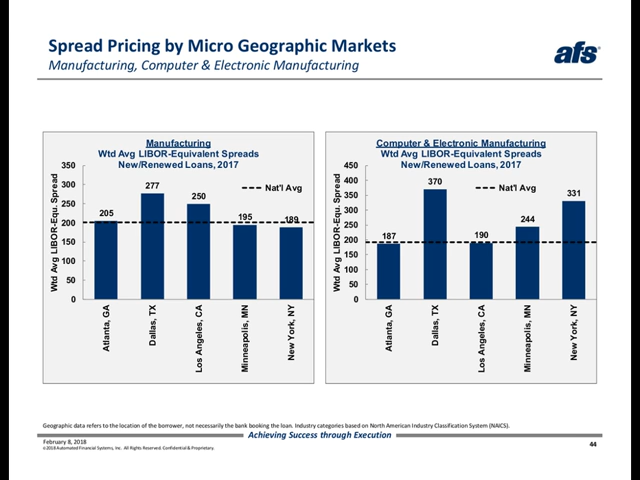 Spread Pricing by Micro Geographic Markets
Manufacturing, Computer & Electronic Manufacturing
afs®
Manufacturing
Wtd Avg LIBOR-Equivalent Spreads
New/Renewed Loans, 2017
Wtd Avg LIBOR-Equ. Spread
350
300
250
200
150
100
50
0
Nat'l Avg
205
277
250
195
189
Atlanta, GA
Dallas, TX
Los Angeles, CA
Minneapolis, MN
New York, NY
Computer & Electronic Manufacturing
Wtd Avg LIBOR-Equivalent Spreads
New/Renewed Loans, 2017
Wtd Avg LIBOR-Equ. Spread
450
400
350
300
250
200
150
100
50
0
Nat'l Avg
187
370
190
244
331
Atlanta, GA
Dallas, TX
Los Angeles, CA
Minneapolis, MN
New York, NY
Geographic data refers to the location of the borrower, not necessarily the bank booking the loan. Industry categories based on North American Industry Classification System (NAICS).
Achieving Success through Execution
February 8, 2018
©2018 Automated Financial Systems, Inc. All Rights Reserved. Confidential & Proprietary.
44